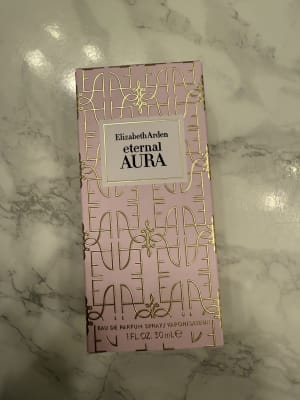 Elizabeth Arden
eternal
AURA
EAU DE PARFUM SPRAY / VAPORISATEUR
1 FL.OZ. 30 mL ℮